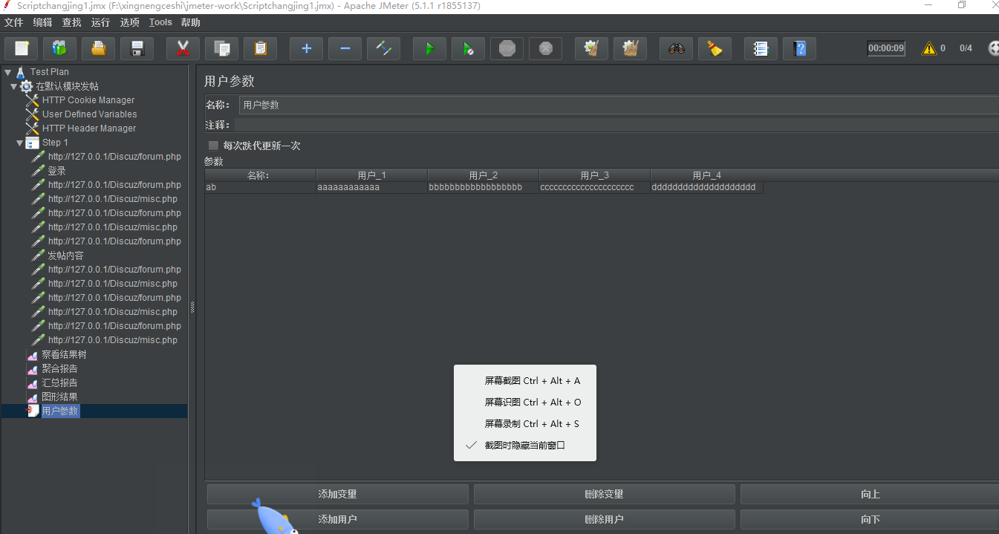 Scriptchangjing1.jmx (F:\xingnengceshi\jmeter-work\Scriptchangjing1.jmx) - Apache JMeter (5.1.1 r1855137)
文件 编辑 查找 运行 选项 Tools 帮助
STOP 00:00:09 0 0/4
Test Plan
在默认模块发帖
HTTP Cookie Manager
User Defined Variables
HTTP Header Manager
Step 1
http://127.0.0.1/Discuz/forum.php
登录
http://127.0.0.1/Discuz/forum.php
http://127.0.0.1/Discuz/misc.php
http://127.0.0.1/Discuz/forum.php
http://127.0.0.1/Discuz/misc.php
http://127.0.0.1/Discuz/forum.php
发帖内容
http://127.0.0.1/Discuz/forum.php
http://127.0.0.1/Discuz/misc.php
http://127.0.0.1/Discuz/forum.php
http://127.0.0.1/Discuz/misc.php
http://127.0.0.1/Discuz/forum.php
http://127.0.0.1/Discuz/misc.php
察看结果树
聚合报告
汇总报告
图形结果
用户参数
用户参数
名称: 用户参数
注释:
每次跌代更新一次
参数
名称: 用户_1 用户_2 用户_3 用户_4
ab aaaaaaaaaaaa bbbbbbbbbbbbbbbbbb cccccccccccccccccccc dddddddddddddddddddd
屏幕截图 Ctrl + Alt + A
屏幕识图 Ctrl + Alt + O
屏幕录制 Ctrl + Alt + S
截图时隐藏当前窗口
添加变量 删除变量 向上
添加用户 删除用户 向下